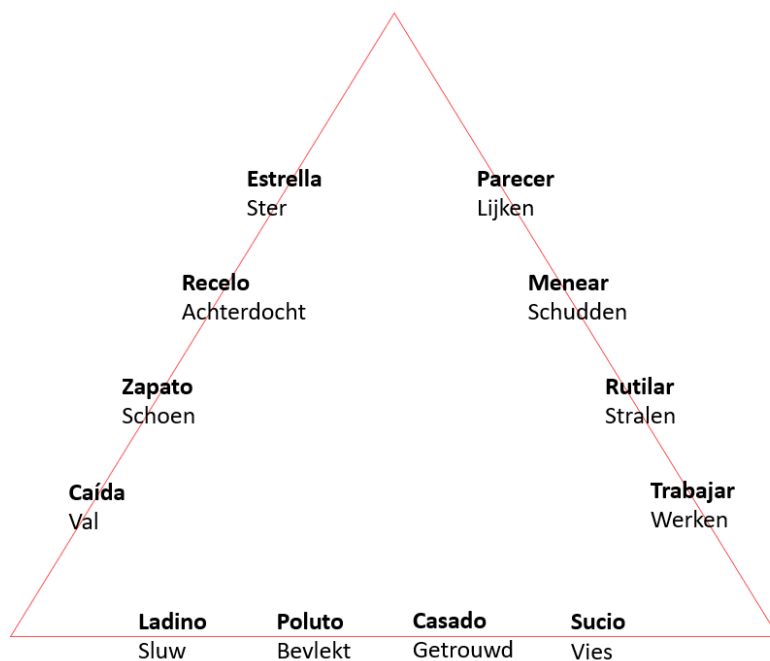 Estrella
Ster
Parecer
Lijken
Recelo
Achterdocht
Menear
Schudden
Zapato
Schoen
Rutilar
Stralen
Caída
Val
Trabajar
Werken
Ladino
Sluw
Poluto
Bevlekt
Casado
Getrouwd
Sucio
Vies